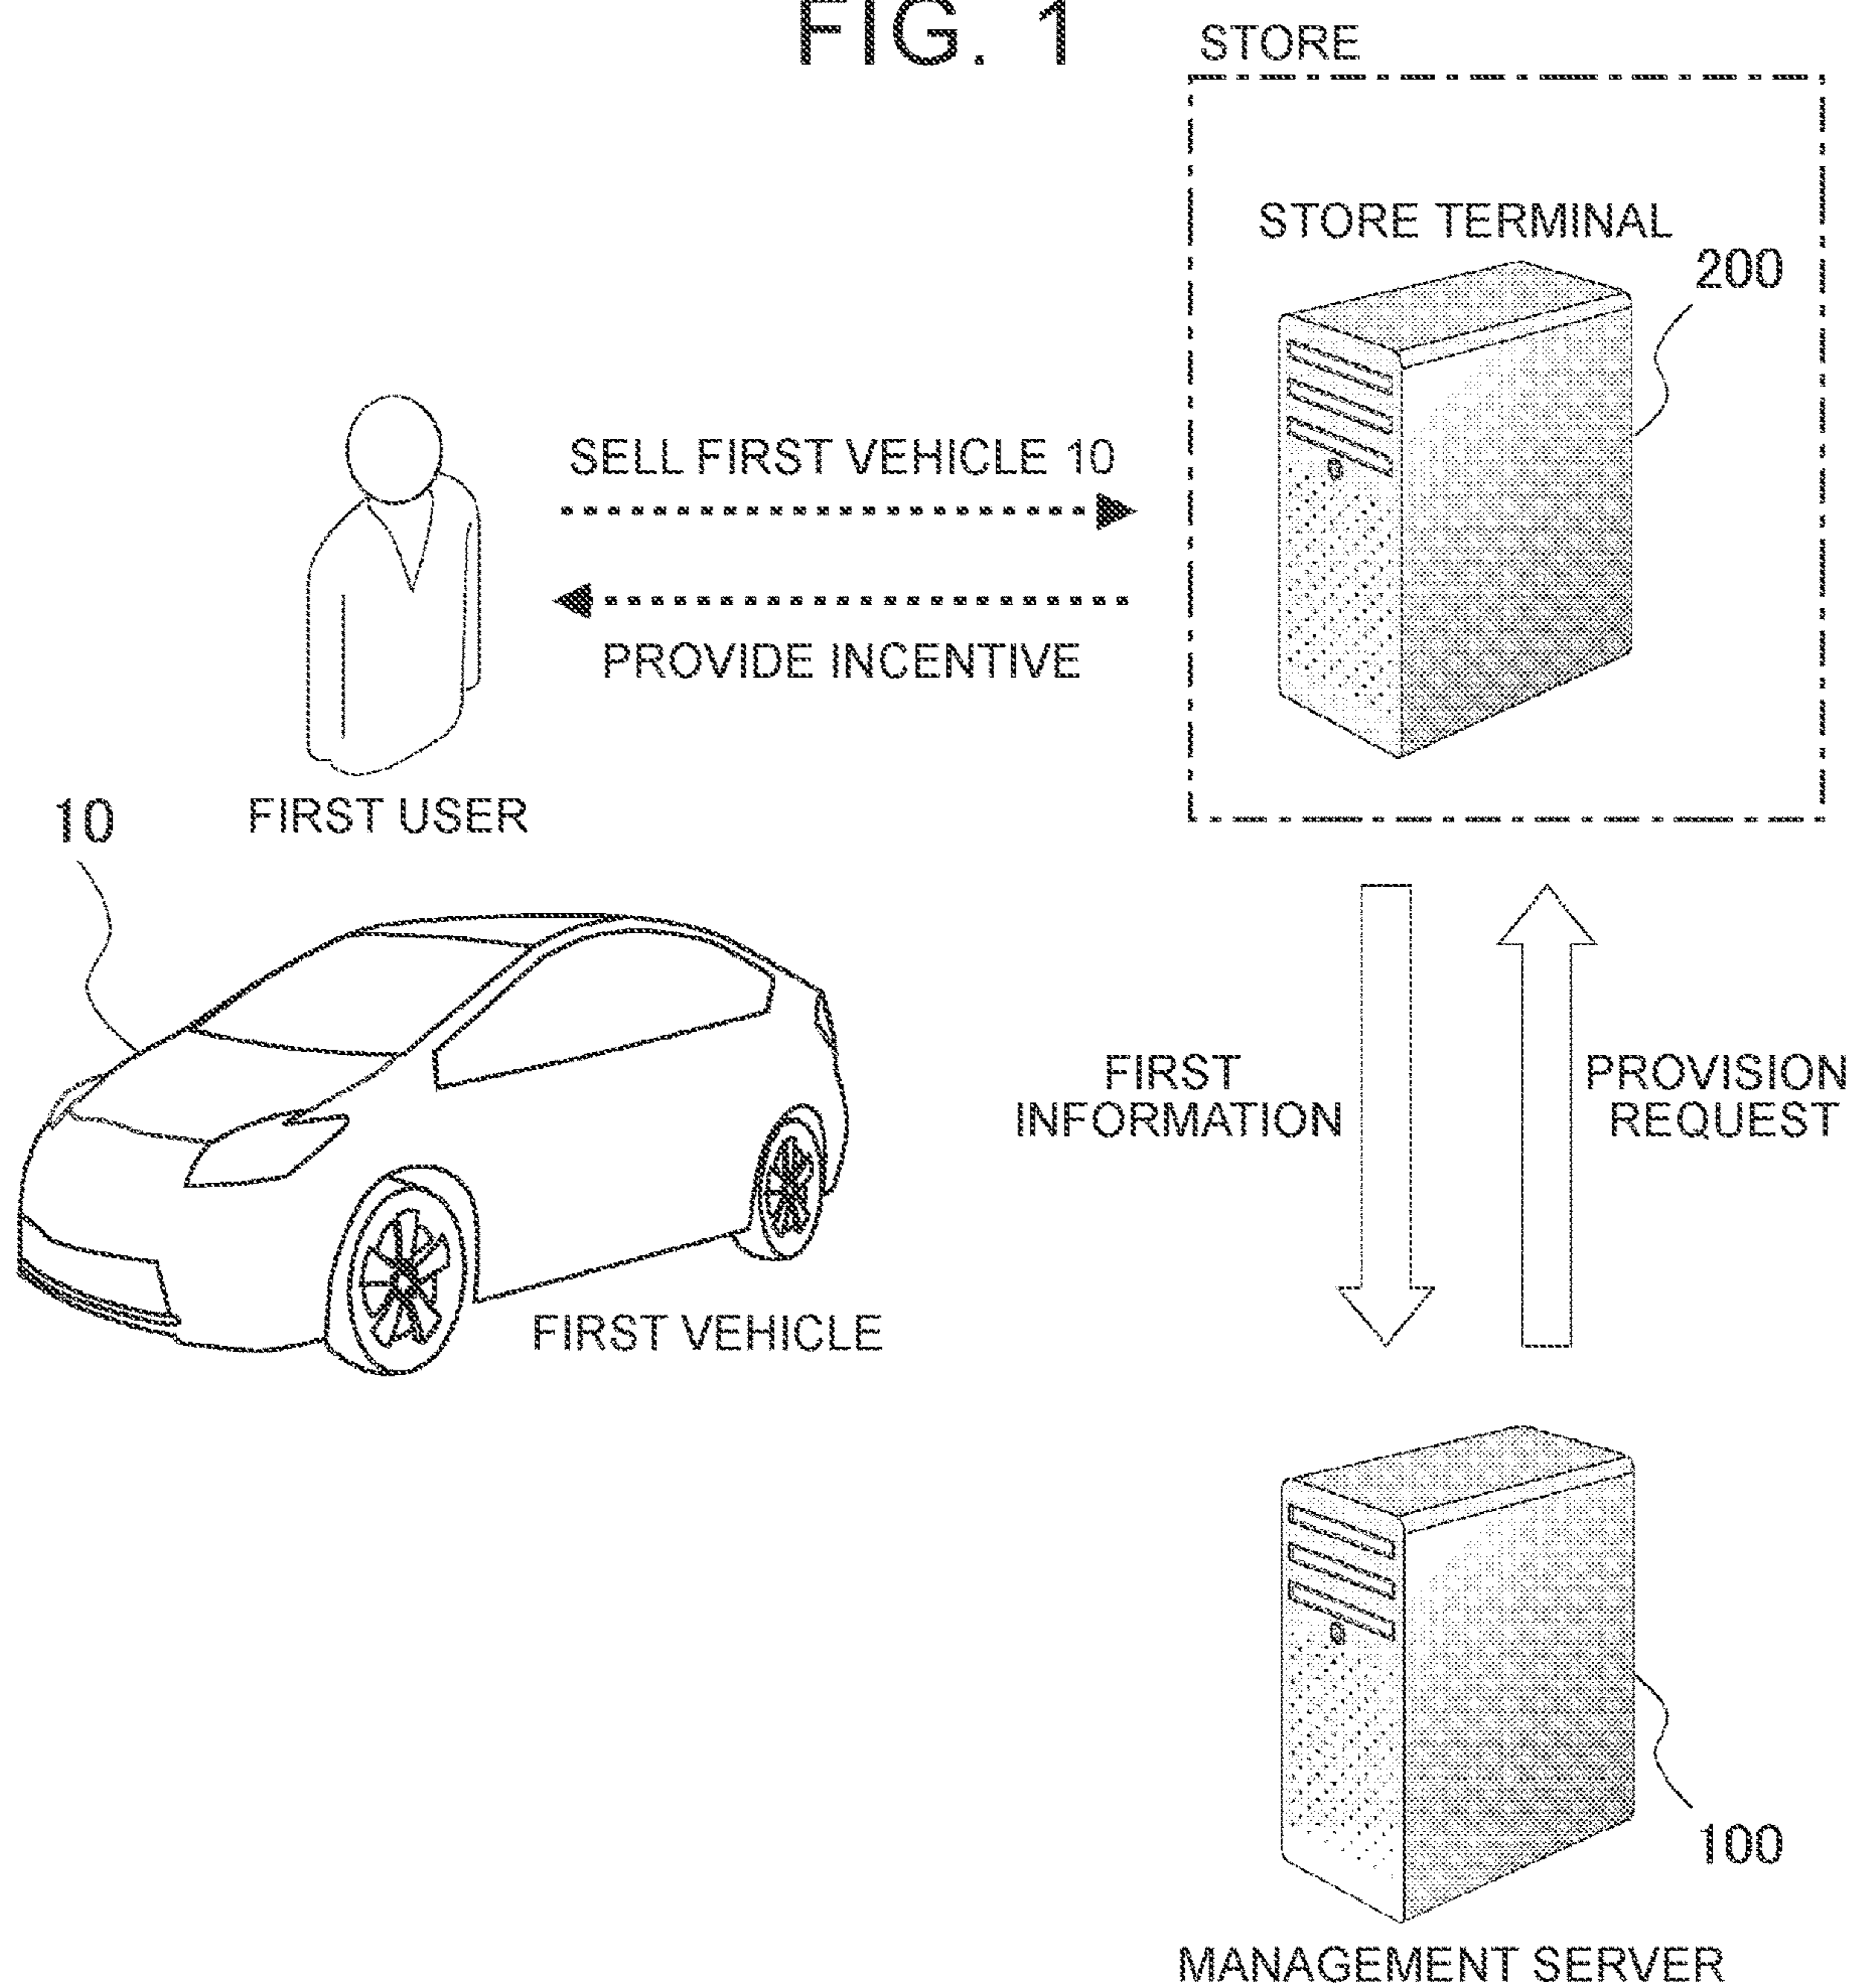 FIG. 1
STORE
STORE TERMINAL
200
SELL FIRST VEHICLE 10
PROVIDE INCENTIVE
FIRST USER
10
FIRST
INFORMATION
PROVISION
REQUEST
FIRST VEHICLE
100
MANAGEMENT SERVER